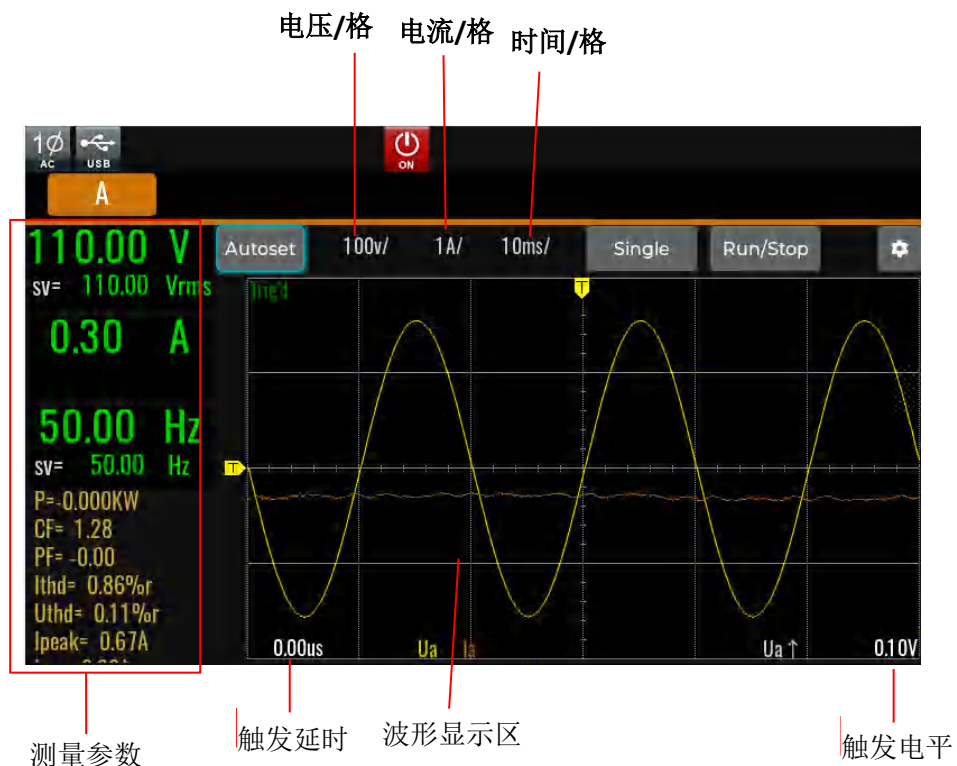 电压/格 电流/格 时间/格
1Ø
AC
USB
ON
A
110.00 V
sv= 110.00 Vrms
0.30 A
50.00 Hz
sv= 50.00 Hz
P=-0.000KW
CF= 1.28
PF= -0.00
Ithd= 0.86%r
Uthd= 0.11%r
Ipeak= 0.67A
Autoset 100v/ 1A/ 10ms/ Single Run/Stop
Trig'd
T
T
0.00us Ua Ia Ua↑ 0.10V
测量参数 触发延时 波形显示区 触发电平